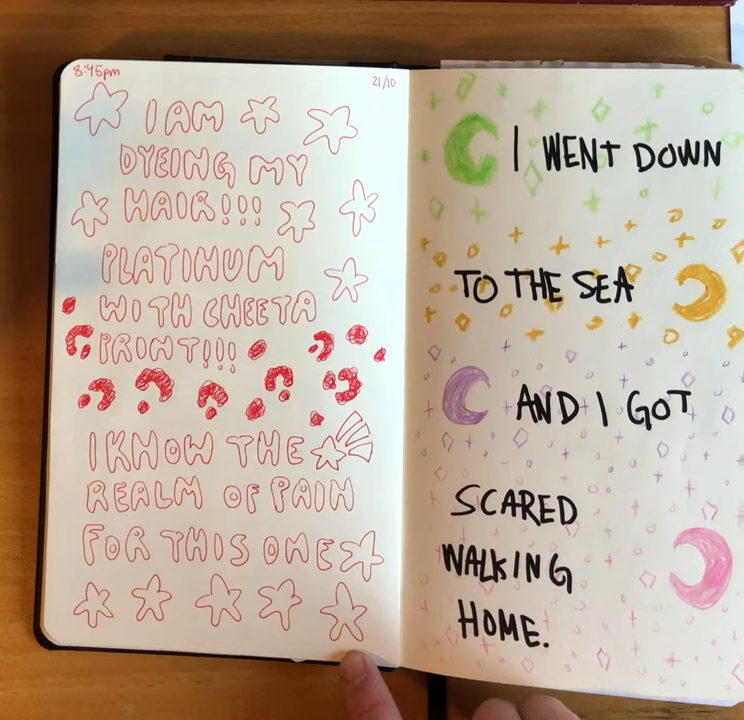 8:45pm
21/10
I AM
DYEING MY
HAIR!!!
PLATINUM
WITH CHEETA
PRINT!!!
I KNOW THE
REALM OF PAIN
FOR THIS ONE
I WENT DOWN
TO THE SEA
AND I GOT
SCARED
WALKING
HOME.